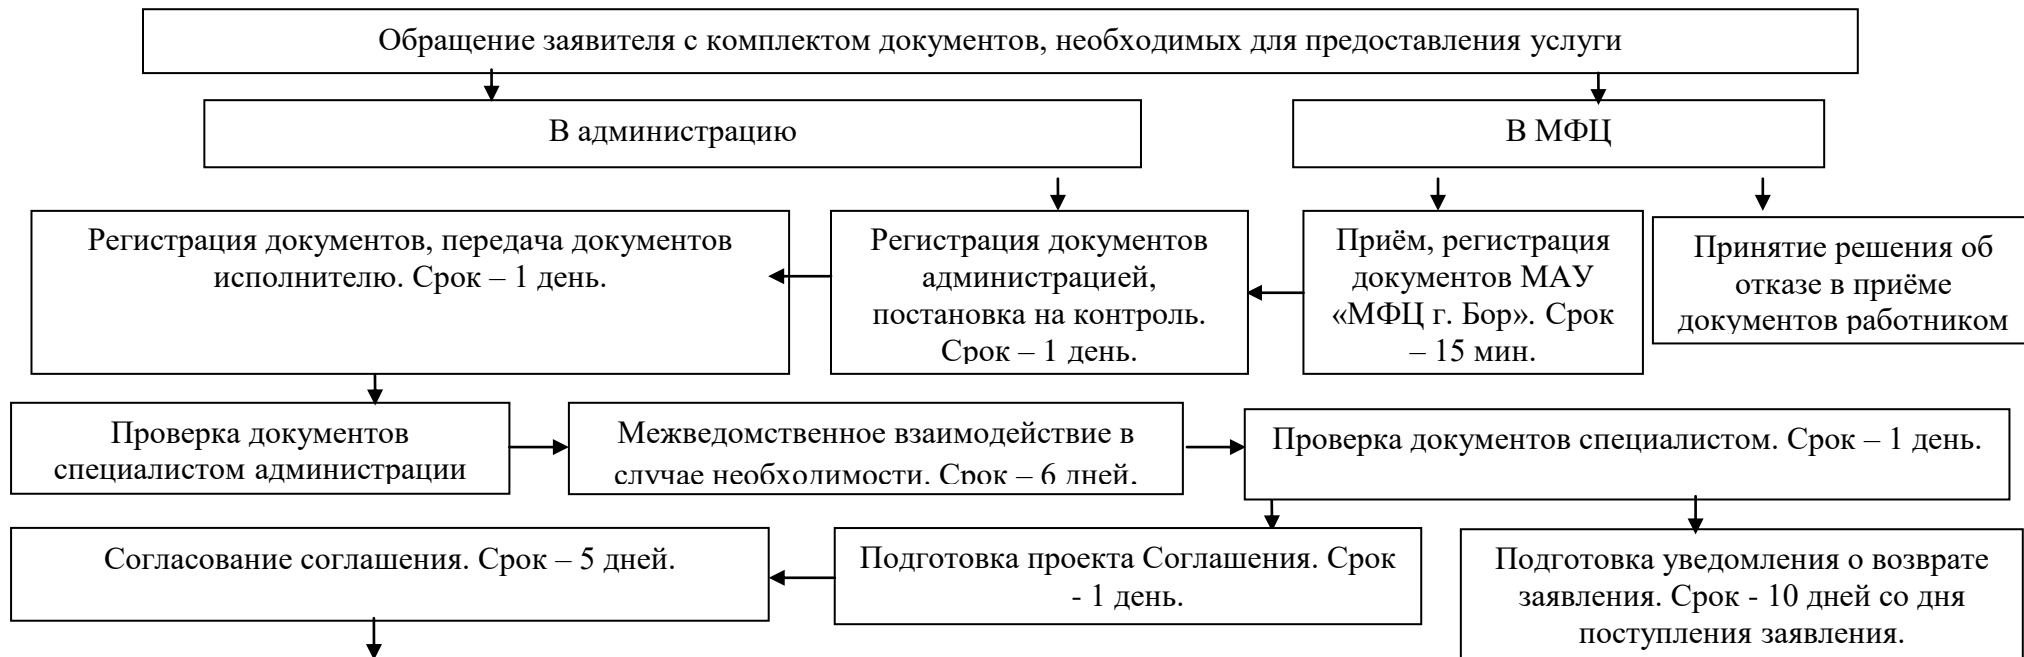 Обращение заявителя с комплектом документов, необходимых для предоставления услуги
В администрацию
В МФЦ
Регистрация документов, передача документов
исполнителю. Срок – 1 день.
Регистрация документов
администрацией,
постановка на контроль.
Срок – 1 день.
Приём, регистрация
документов МАУ
«МФЦ г. Бор». Срок
– 15 мин.
Принятие решения об
отказе в приёме
документов работником
Проверка документов
специалистом администрации
Межведомственное взаимодействие в
случае необходимости. Срок – 6 дней.
Проверка документов специалистом. Срок – 1 день.
Согласование соглашения. Срок – 5 дней.
Подготовка проекта Соглашения. Срок
- 1 день.
Подготовка уведомления о возврате
заявления. Срок - 10 дней со дня
поступления заявления.